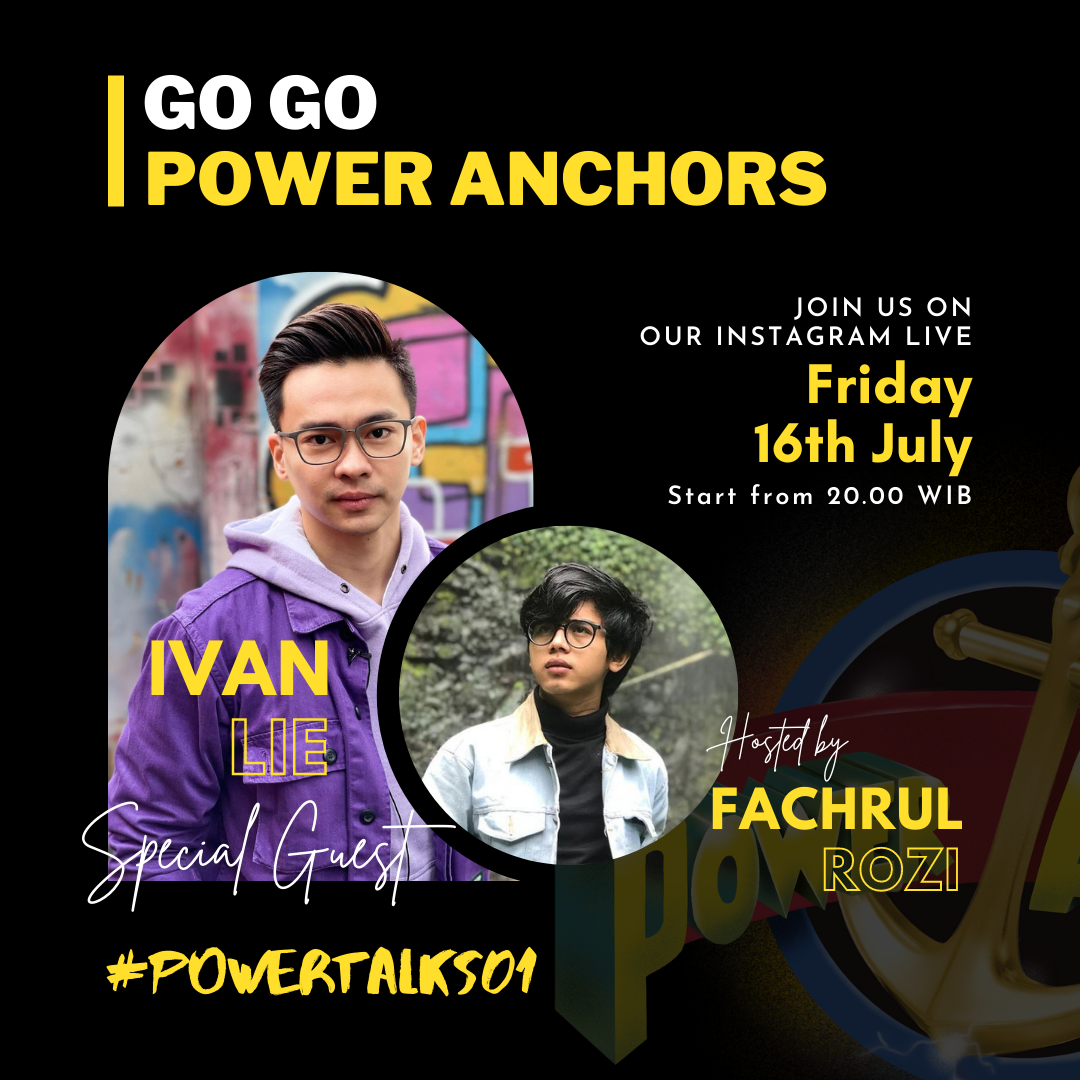 GO GO
POWER ANCHORS
JOIN US ON
OUR INSTAGRAM LIVE
Friday
16th July
Start from 20.00 WIB
IVAN
LIE
Special Guest
Hosted by
FACHRUL
ROZI
POWER
#POWERTALKS01